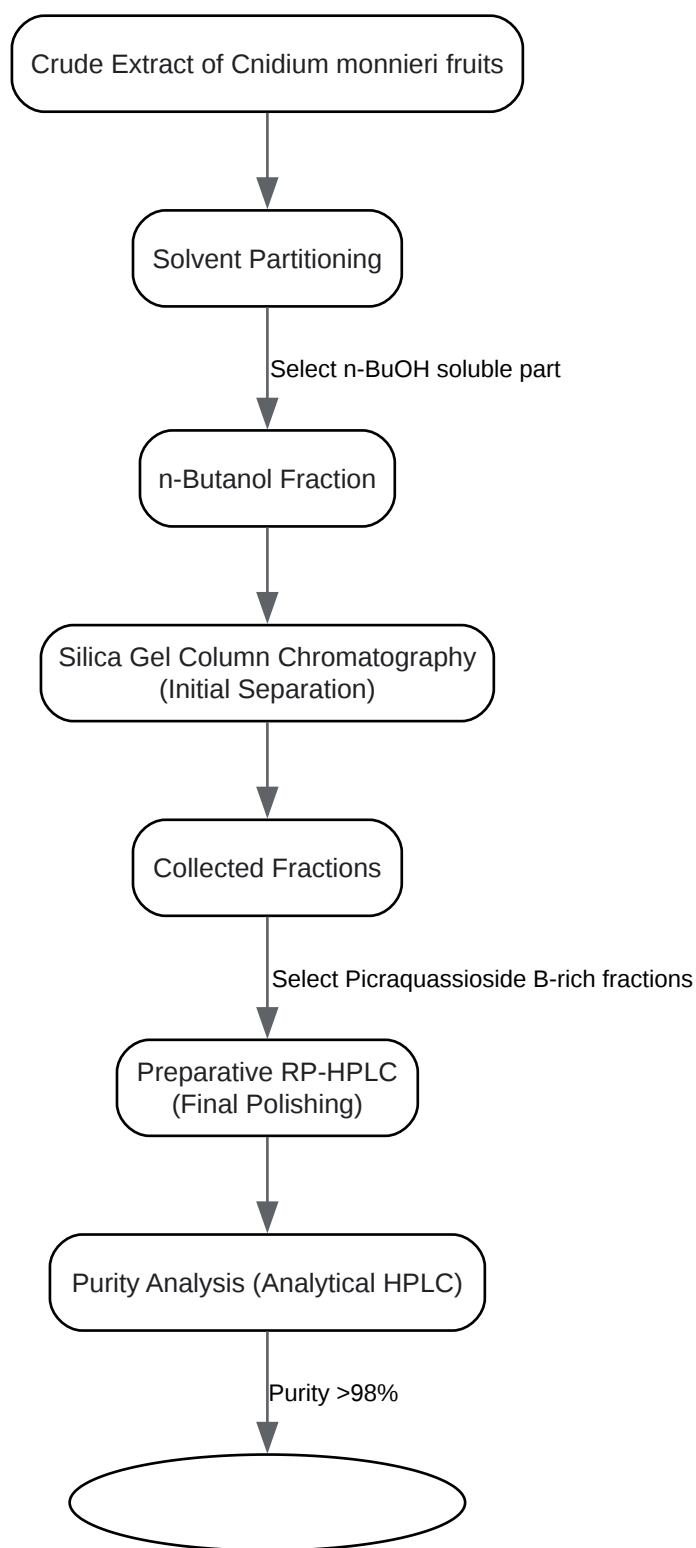 Crude Extract of Cnidium monnieri fruits
Solvent Partitioning
Select n-BuOH soluble part
n-Butanol Fraction
Silica Gel Column Chromatography
(Initial Separation)
Collected Fractions
Select Picraquassioside B-rich fractions
Preparative RP-HPLC
(Final Polishing)
Purity Analysis (Analytical HPLC)
Purity >98%